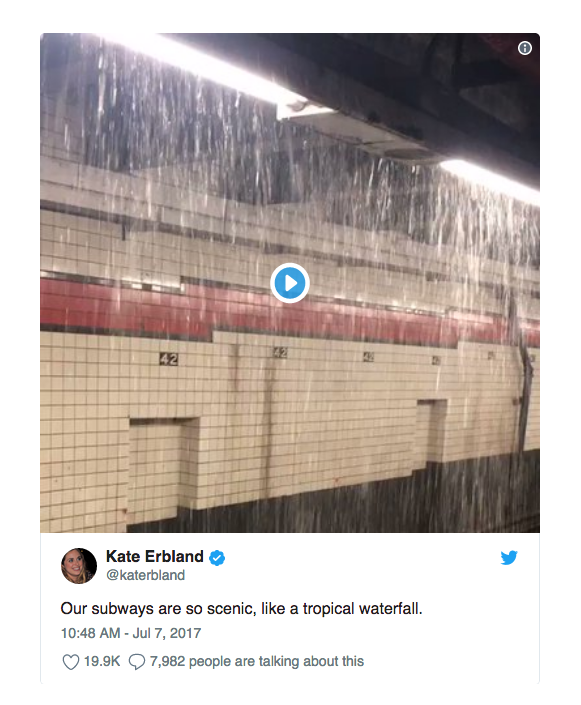 42 42 42 42
Kate Erbland
@katerbland
Our subways are so scenic, like a tropical waterfall.
10:48 AM - Jul 7, 2017
19.9K 7,982 people are talking about this